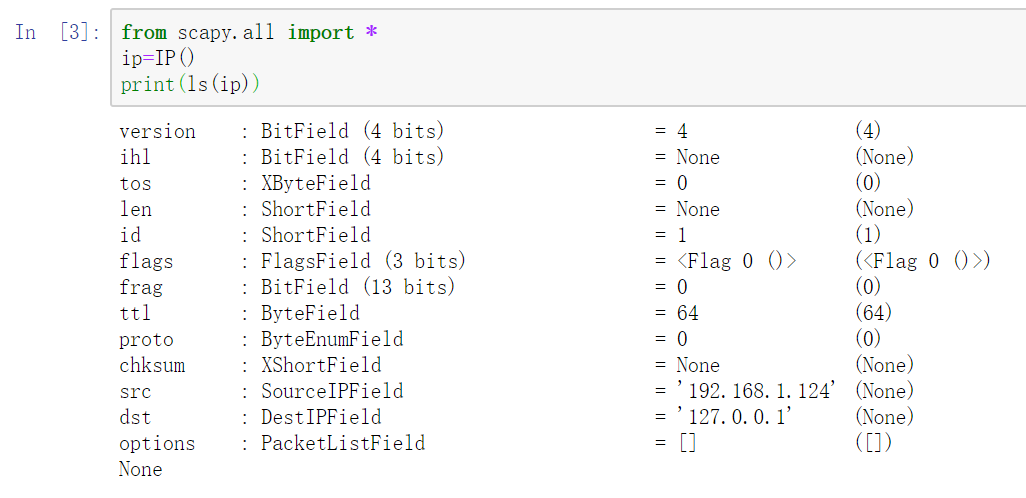 In [3]: from scapy.all import *
ip=IP()
print(ls(ip))
version : BitField (4 bits) = 4 (4)
ihl : BitField (4 bits) = None (None)
tos : XByteField = 0 (0)
len : ShortField = None (None)
id : ShortField = 1 (1)
flags : FlagsField (3 bits) = <Flag 0 ()> (<Flag 0 ()>)
frag : BitField (13 bits) = 0 (0)
ttl : ByteField = 64 (64)
proto : ByteEnumField = 0 (0)
chksum : XShortField = None (None)
src : SourceIPField = '192.168.1.124' (None)
dst : DestIPField = '127.0.0.1' (None)
options : PacketListField = [] ([])
None